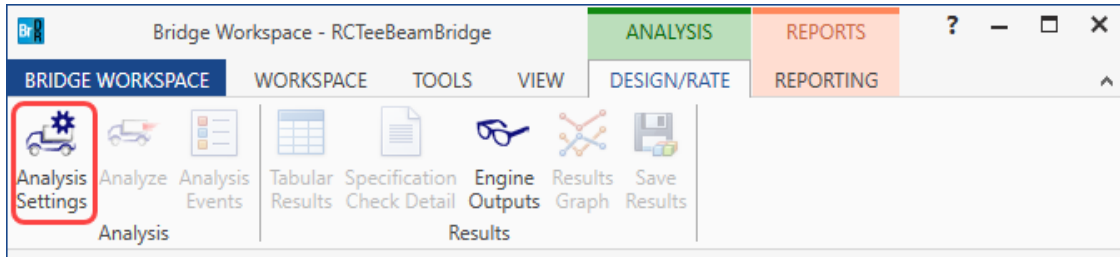 Br Bridge Workspace - RCTeeBeamBridge ANALYSIS REPORTS ?
BRIDGE WORKSPACE WORKSPACE TOOLS VIEW DESIGN/RATE REPORTING
Analysis Analyze Analysis Tabular Specification Engine Results Save
Settings Events Results Check Detail Outputs Graph Results
Analysis Results